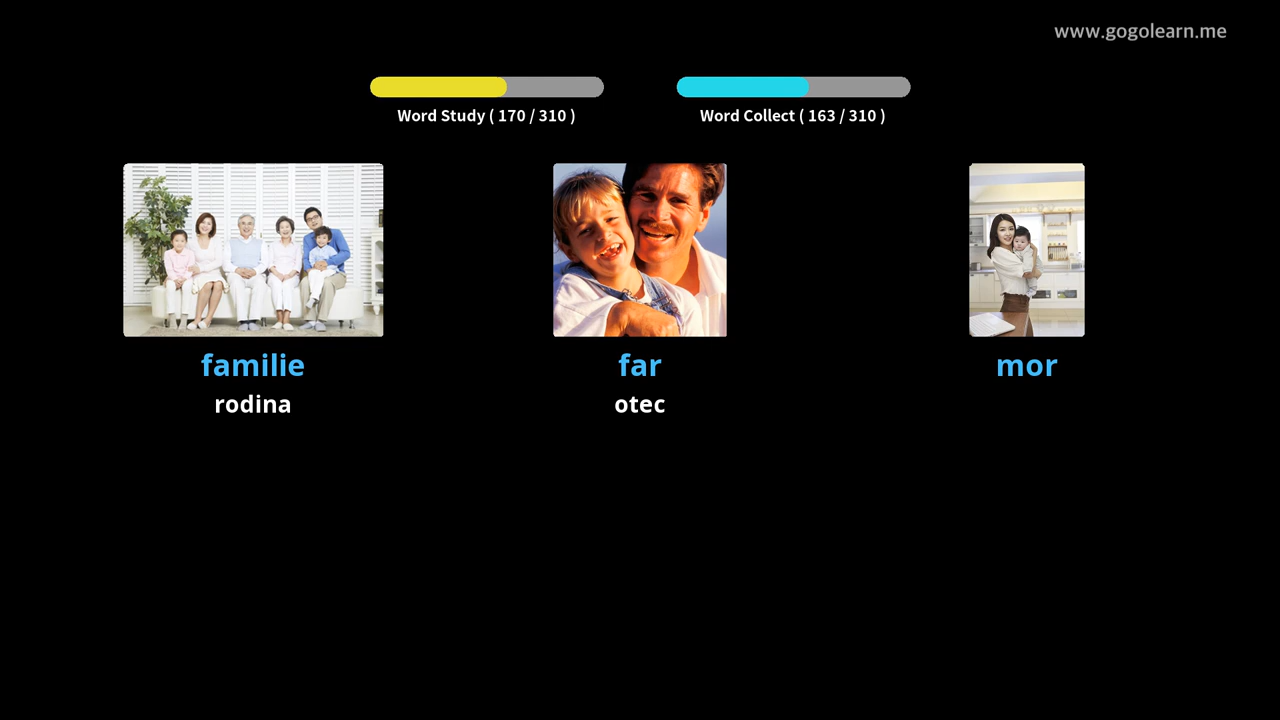 www.gogolearn.me
Word Study ( 170 / 310 )
Word Collect ( 163 / 310 )
familie
rodina
far
otec
mor